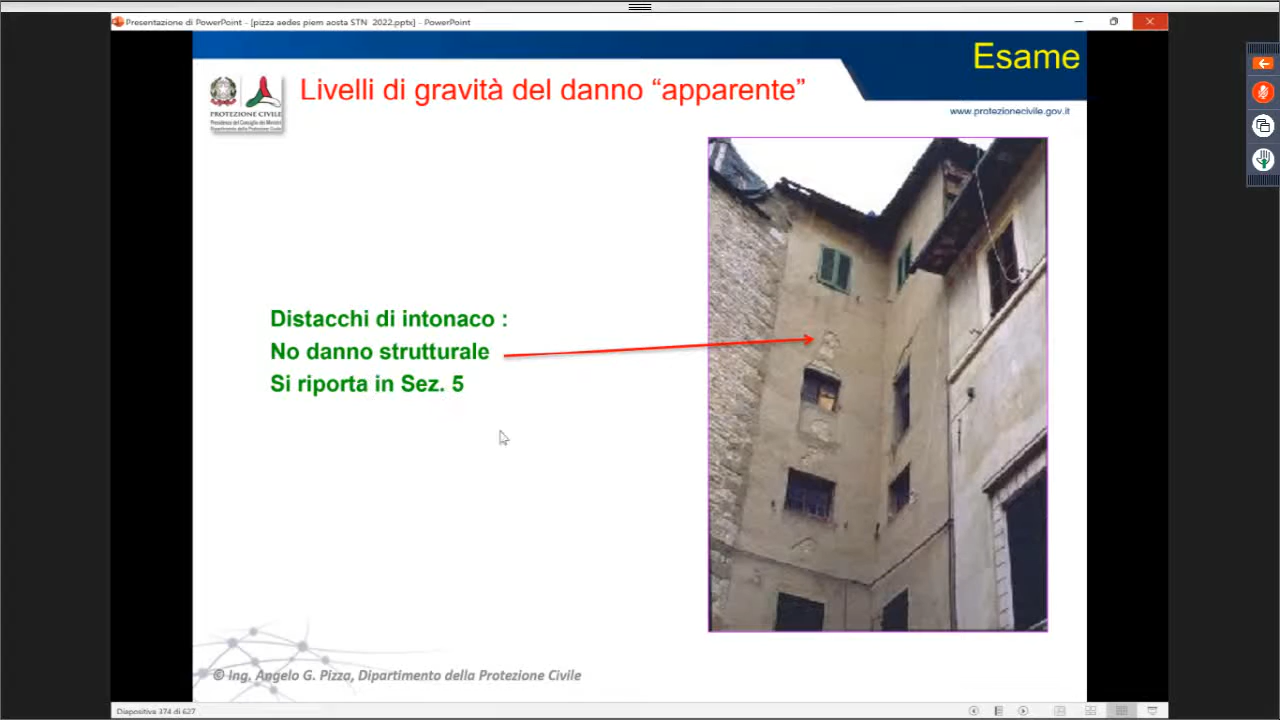 Presentazione di PowerPoint - [pizza aedes piem aosta STN 2022.pptx] - PowerPoint
Esame
Livelli di gravità del danno “apparente”
PROTEZIONE CIVILE
Presidenza del Consiglio dei Ministri
Dipartimento della Protezione Civile
www.protezionecivile.gov.it
Distacchi di intonaco :
No danno strutturale
Si riporta in Sez. 5
© Ing. Angelo G. Pizza, Dipartimento della Protezione Civile
Diapositiva 374 di 627